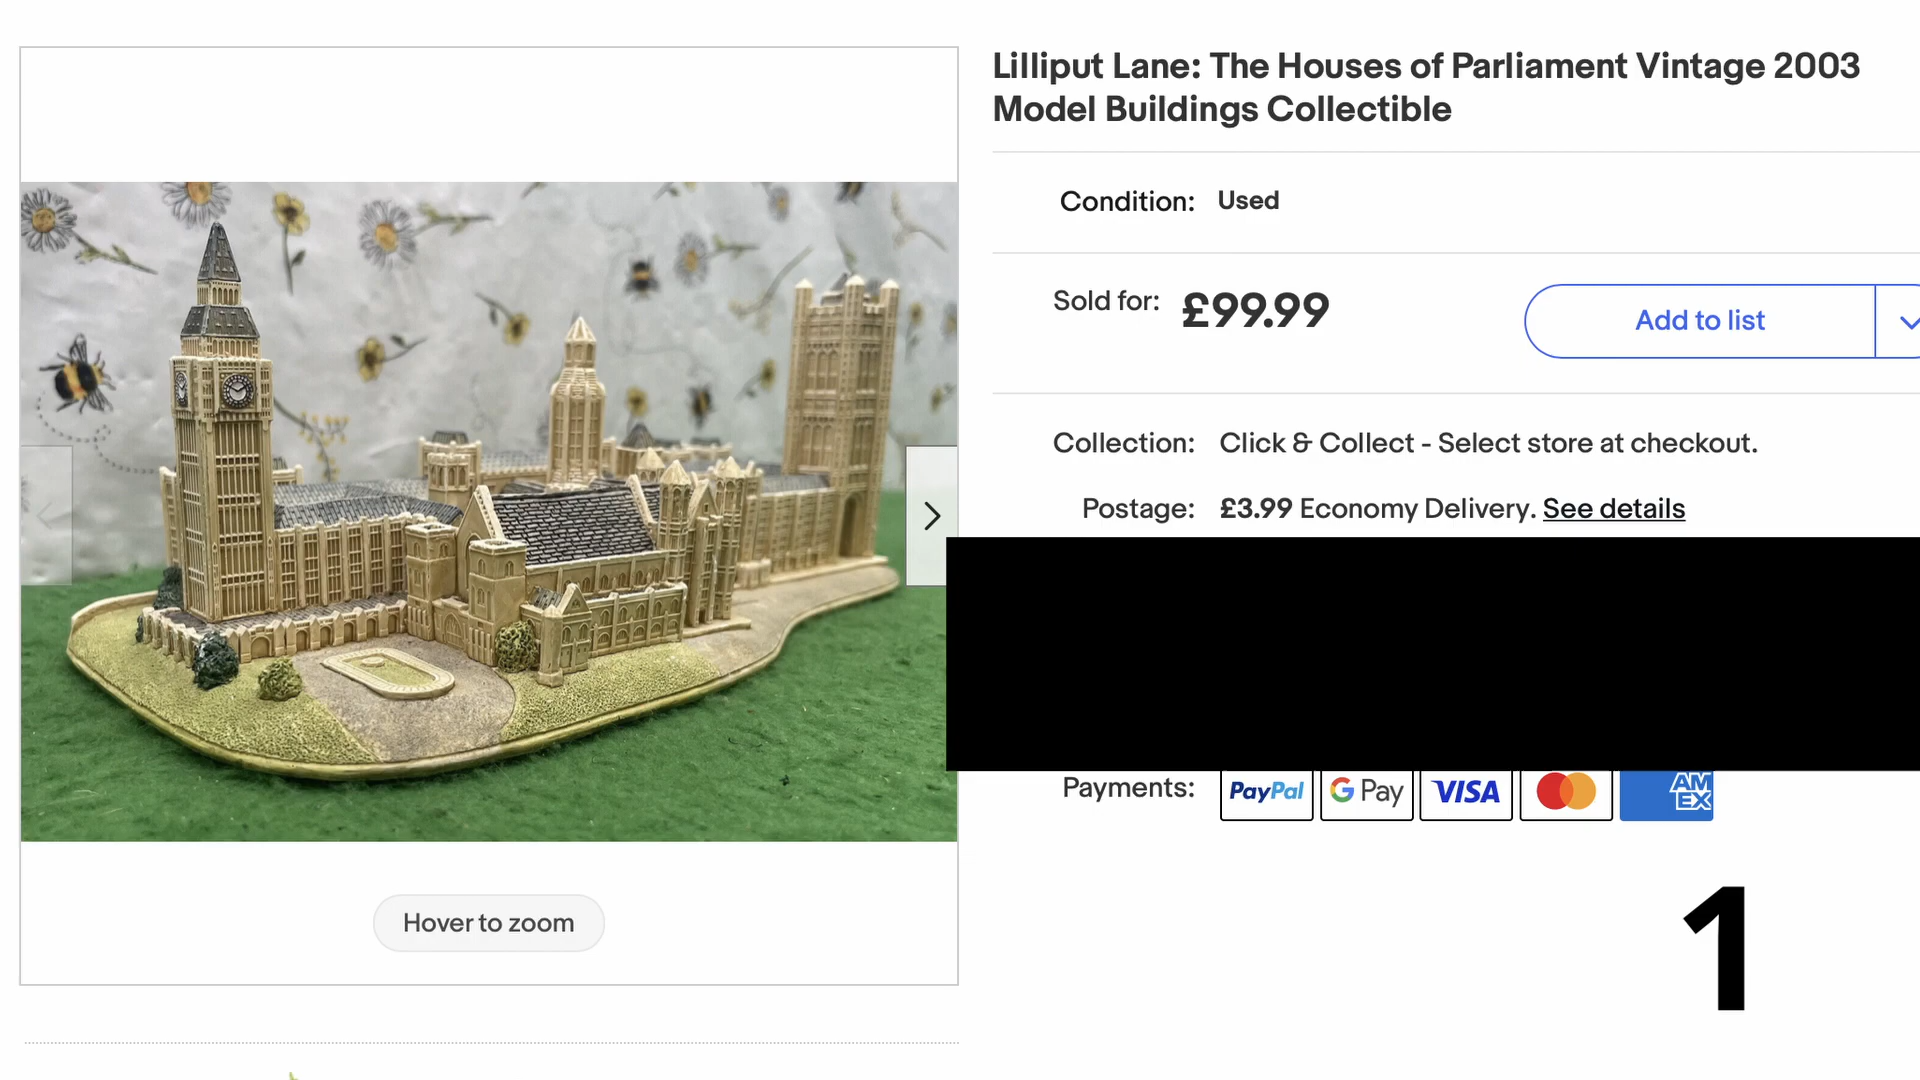 Lilliput Lane: The Houses of Parliament Vintage 2003
Model Buildings Collectible
Condition: Used
Sold for: £99.99
Add to list
Collection: Click & Collect - Select store at checkout.
Postage: £3.99 Economy Delivery. See details
Payments: PayPal G Pay VISA AM
EX
Hover to zoom
1